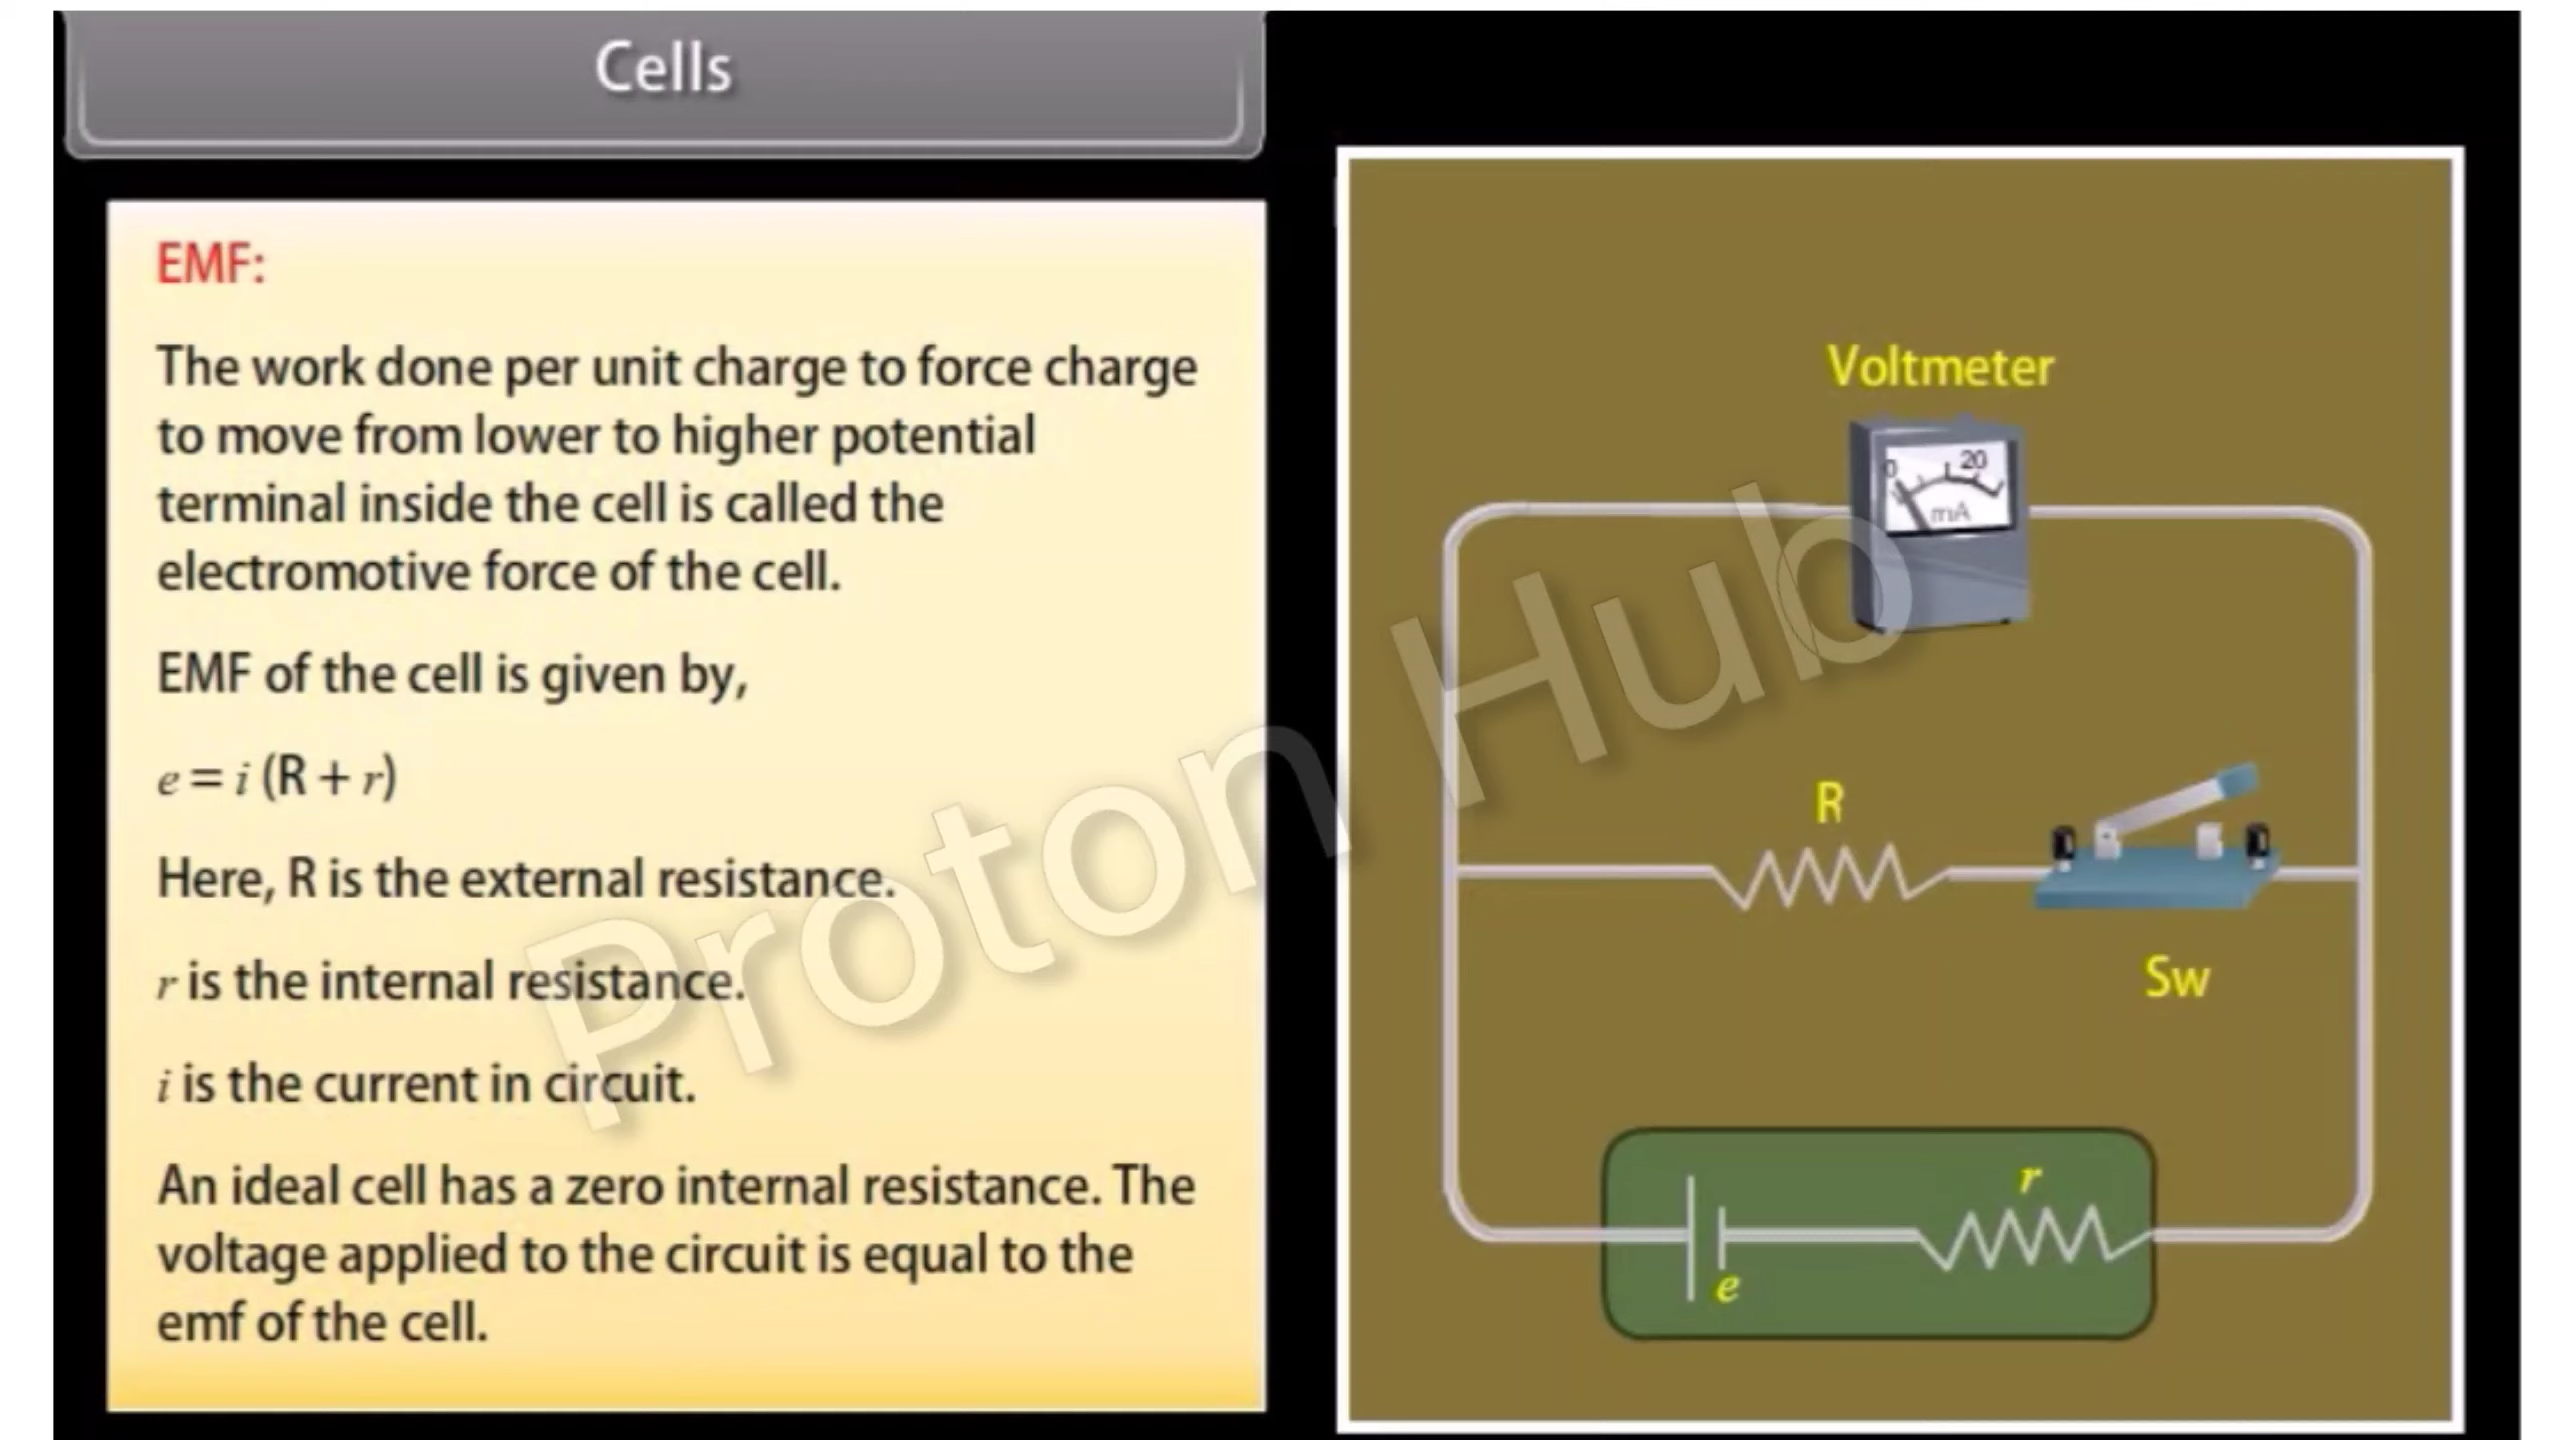 Cells
EMF:
The work done per unit charge to force charge
to move from lower to higher potential
terminal inside the cell is called the
electromotive force of the cell.
EMF of the cell is given by,
e = i (R + r)
Here, R is the external resistance.
r is the internal resistance.
i is the current in circuit.
An ideal cell has a zero internal resistance. The
voltage applied to the circuit is equal to the
emf of the cell.
Voltmeter
0 20
mA
R
Sw
r
e
Proton Hub